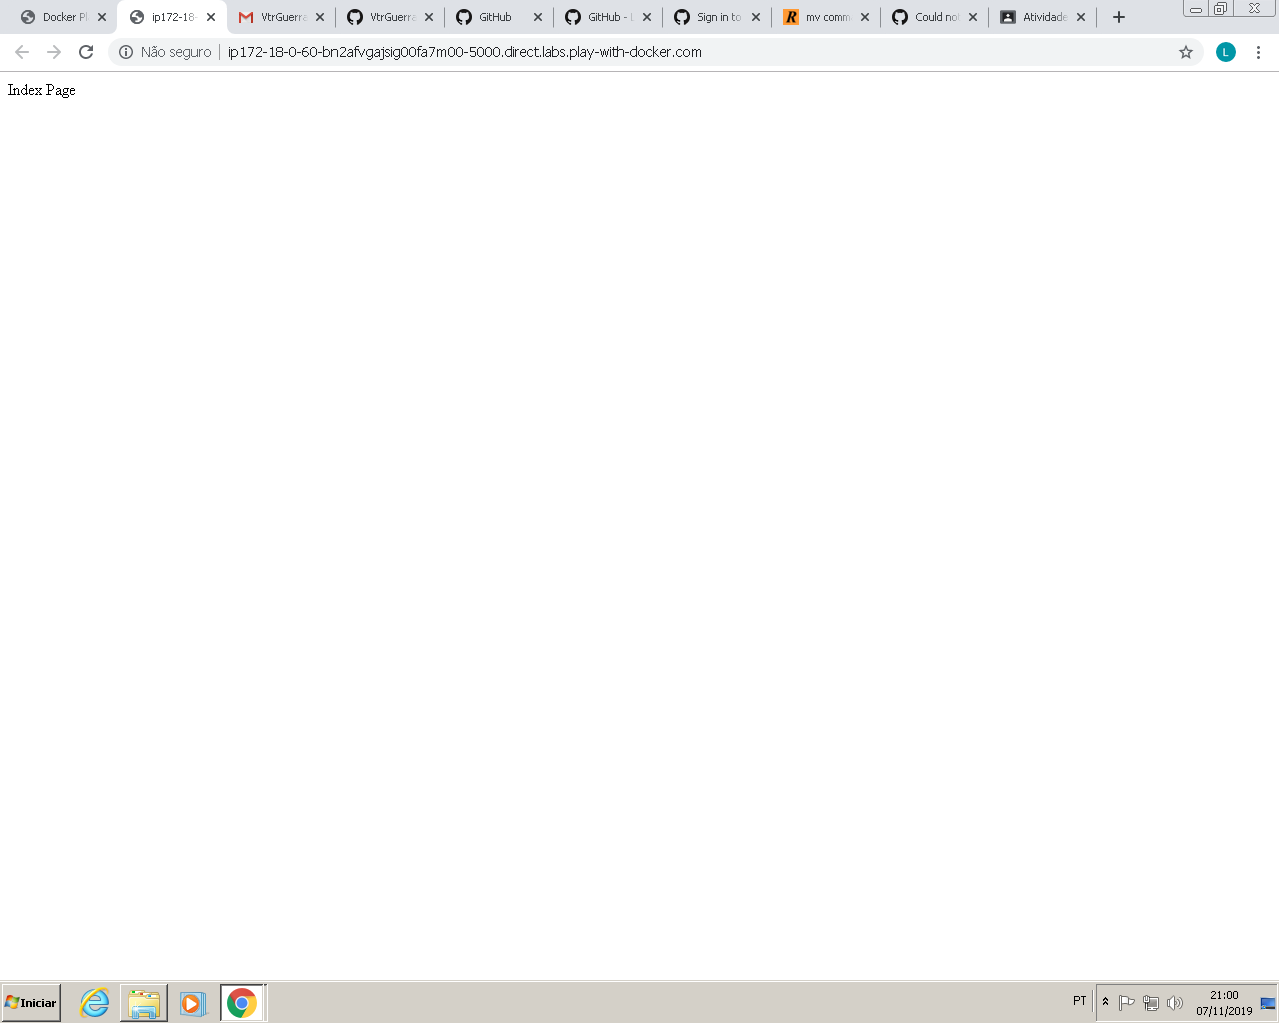 Docker Pl
ip172-18-
VtrGuerra
VtrGuerra
GitHub
GitHub - L
Sign in to
mv comm
Could not
Atividade
Não seguro
ip172-18-0-60-bn2afvgajsig00fa7m00-5000.direct.labs.play-with-docker.com
L
Index Page
Iniciar
PT
21:00
07/11/2019